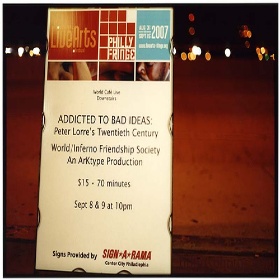 LiveArts
PHILLY
FRINGE
2007
World Café Live
Downstairs
ADDICTED TO BAD IDEAS:
Peter Lorre's Twentieth Century
World/Inferno Friendship Society
An ArKtype Production
$15 - 70 minutes
Sept 8 & 9 at 10pm
Signs Provided by SIGN★A★RAMA
Center City Philadelphia